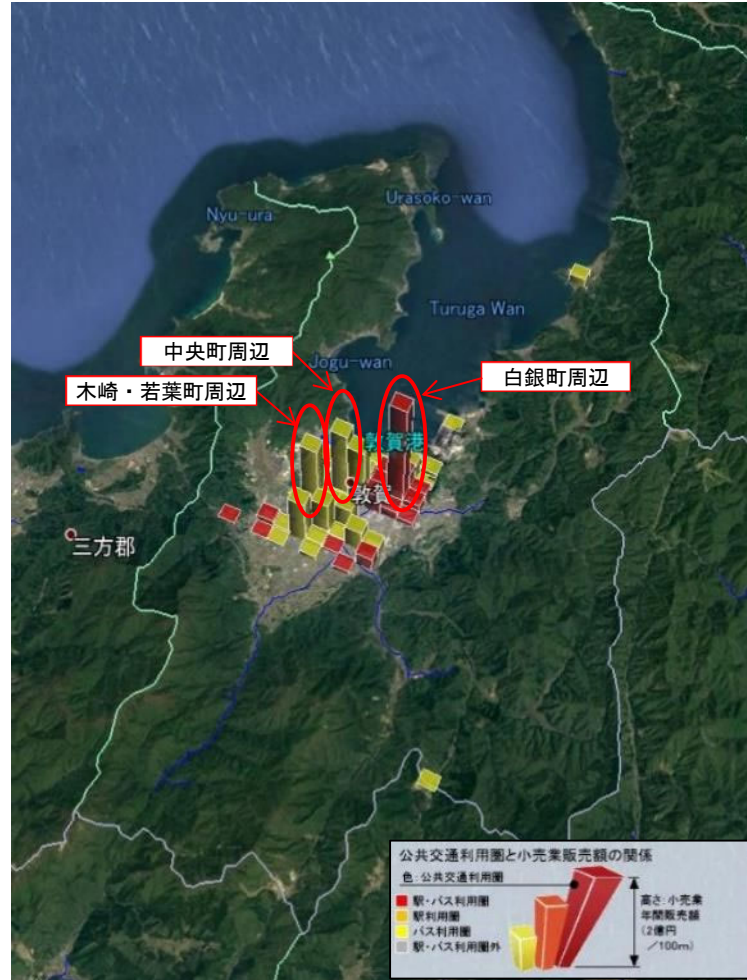 Nyu-ura
Urasoko-wan
Turuga Wan
中央町周辺
Jogu-wan
木崎・若葉町周辺
白銀町周辺
敦賀港
敦賀
三方郡
公共交通利用圏と小売業販売額の関係
色:公共交通利用圏
駅・バス利用圏
駅利用圏
バス利用圏
駅・バス利用圏外
高さ:小売業
年間販売額
(2億円
/100m)